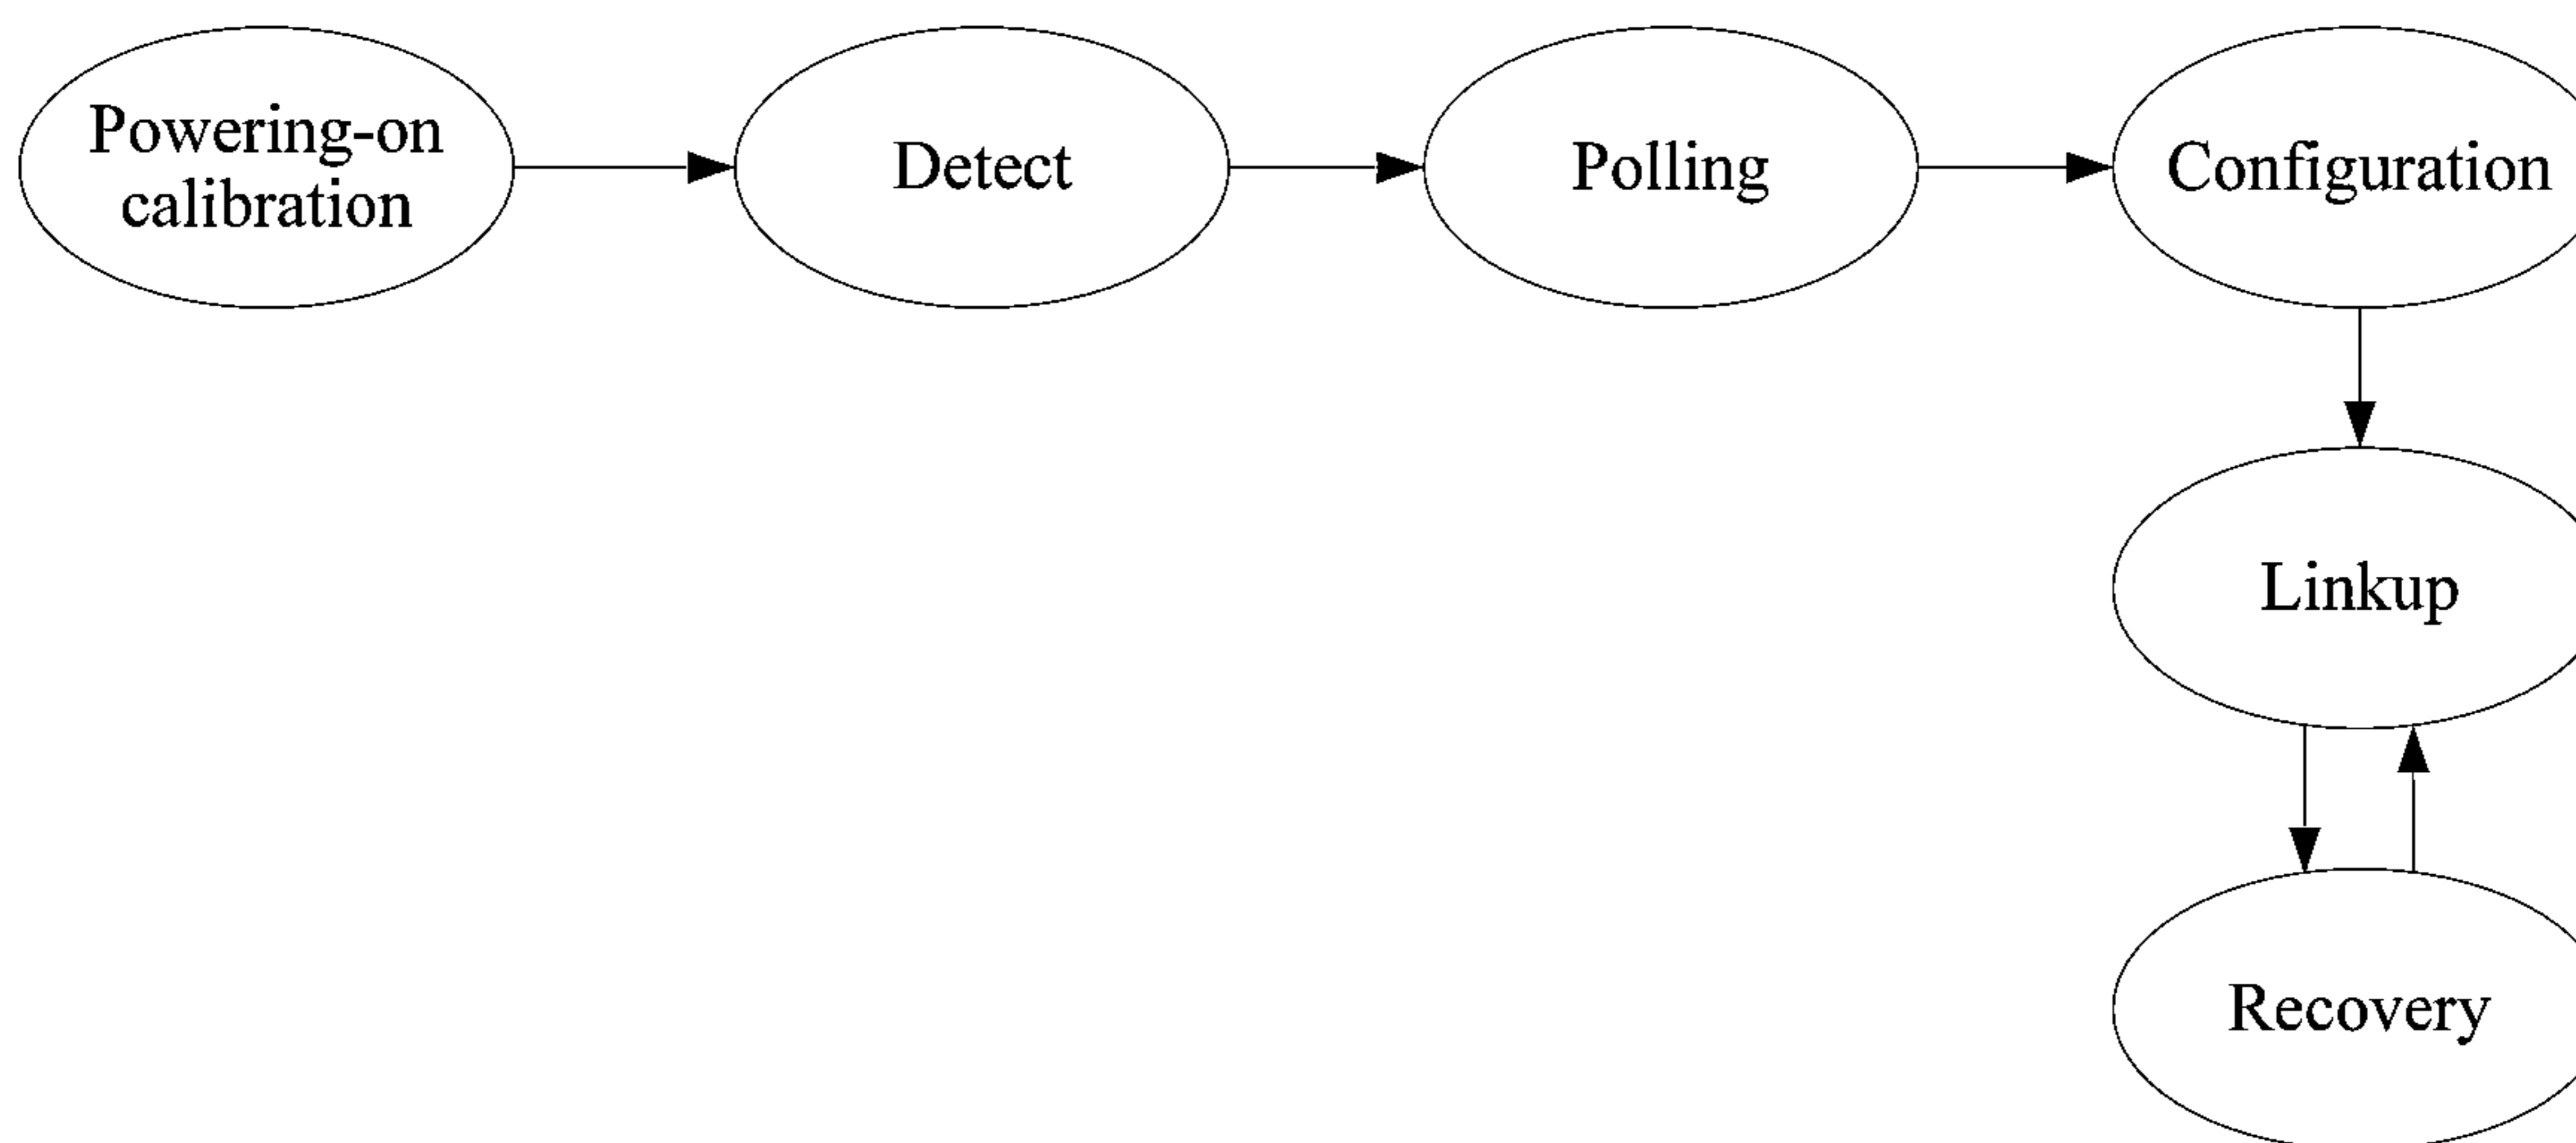 Powering-on
calibration
Detect
Polling
Configuration
Linkup
Recovery